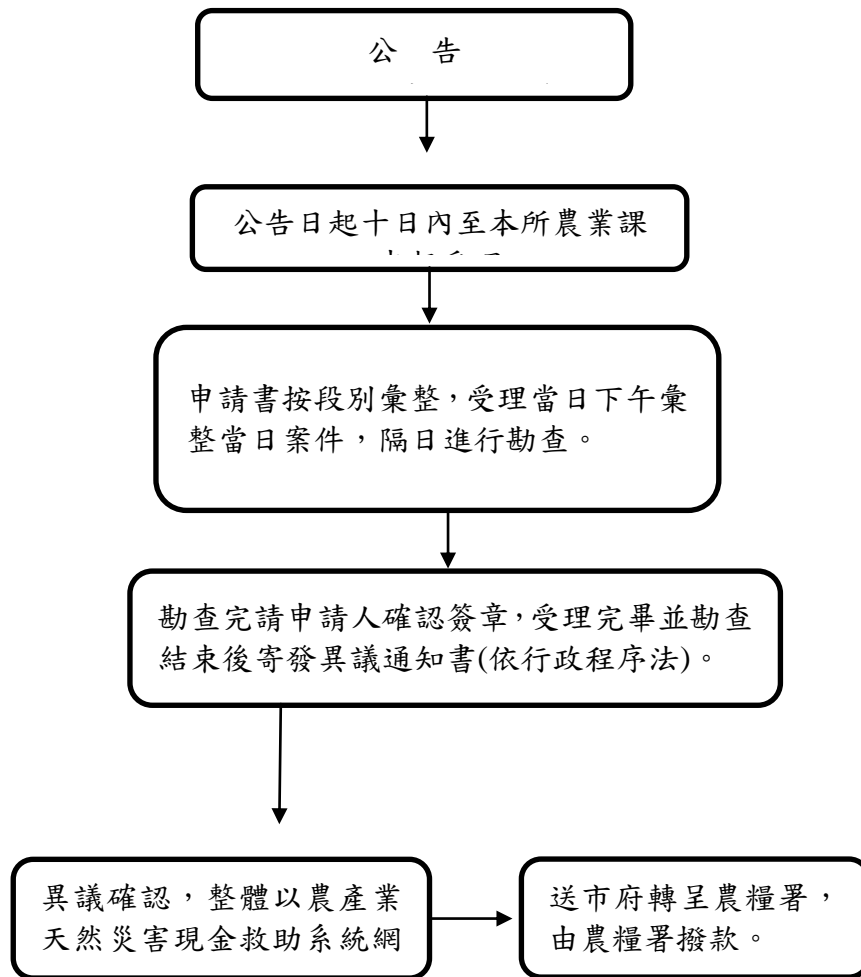 公 告
公告日起十日內至本所農業課
申請書按段別彙整，受理當日下午彙
整當日案件，隔日進行勘查。
勘查完請申請人確認簽章，受理完畢並勘查
結束後寄發異議通知書(依行政程序法)。
異議確認，整體以農產業
天然災害現金救助系統網
送市府轉呈農糧署，
由農糧署撥款。